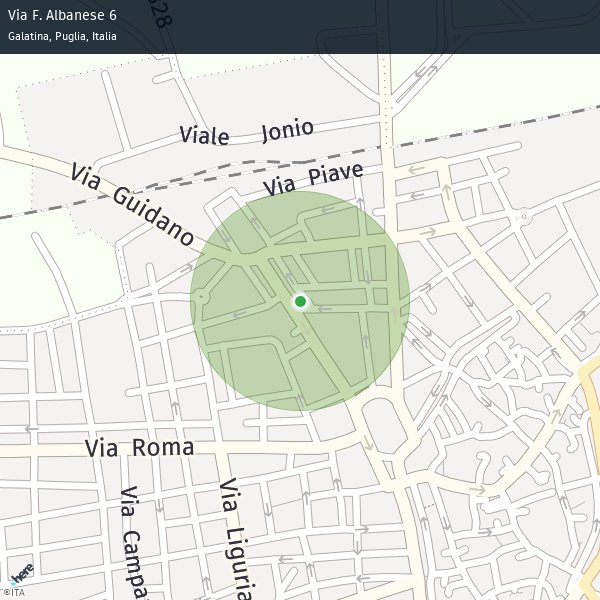 Via F. Albanese 6
Galatina, Puglia, Italia
628
Viale Jonio
Via Piave
Via Guidano
Via Roma
Via Liguria
Via Campa
here
©ITA